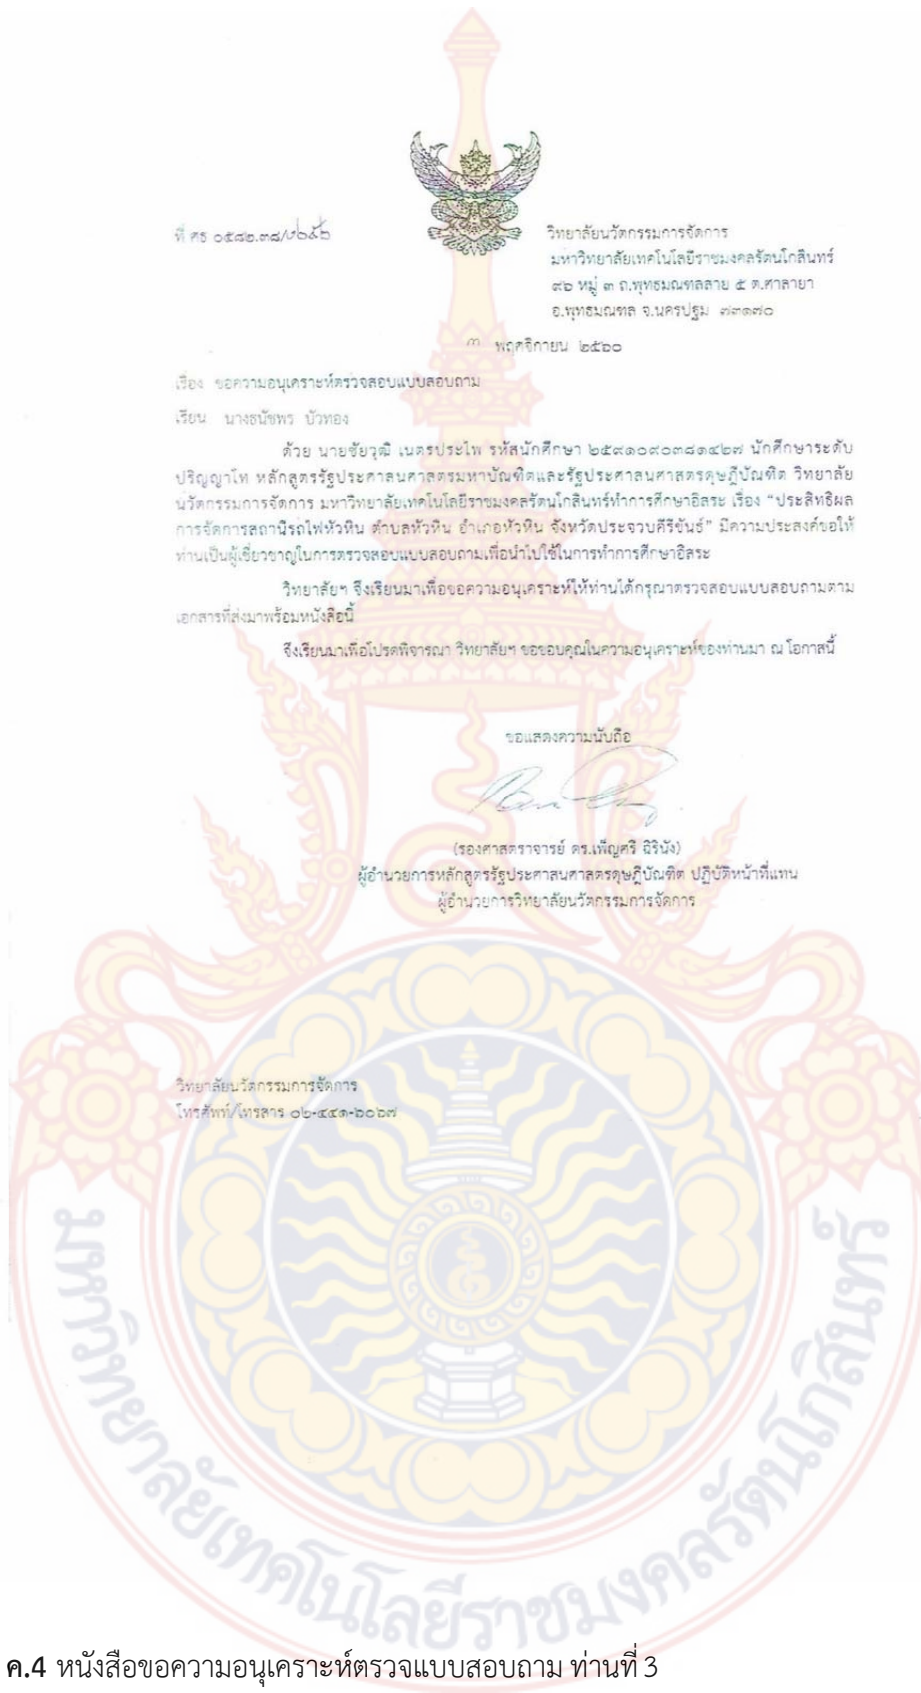 ที่ ศธ ๐๕๘๒.๓๘/
วิทยาลัยนวัตกรรมการจัดการ
มหาวิทยาลัยเทคโนโลยีราชมงคลรัตนโกสินทร์
๙๖ หมู่ ๓ ถ.พุทธมณฑลสาย ๕ ต.ศาลายา
อ.พุทธมณฑล จ.นครปฐม ๗๓๑๗๐
๓ พฤศจิกายน ๒๕๖๐
เรื่อง ขอความอนุเคราะห์ตรวจสอบแบบสอบถาม
เรียน นางธนัชพร บัวทอง
ด้วย นายชัยวุฒิ เนตรประไพ รหัสนักศึกษา ๒๕๙๑๐๙๐๓๘๑๔๒๗ นักศึกษาระดับ
ปริญญาโท หลักสูตรรัฐประศาสนศาสตรมหาบัณฑิตและรัฐประศาสนศาสตรดุษฎีบัณฑิต วิทยาลัย
นวัตกรรมการจัดการ มหาวิทยาลัยเทคโนโลยีราชมงคลรัตนโกสินทร์ทำการศึกษาอิสระ เรื่อง “ประสิทธิผล
การจัดการสถานีรถไฟหัวหิน ตำบลหัวหิน อำเภอหัวหิน จังหวัดประจวบคีรีขันธ์” มีความประสงค์ขอให้
ท่านเป็นผู้เชี่ยวชาญในการตรวจสอบแบบสอบถามเพื่อนำไปใช้ในการทำการศึกษาอิสระ
วิทยาลัยฯ จึงเรียนมาเพื่อขอความอนุเคราะห์ให้ท่านได้กรุณาตรวจสอบแบบสอบถามตาม
เอกสารที่ส่งมาพร้อมหนังสือนี้
จึงเรียนมาเพื่อโปรดพิจารณา วิทยาลัยฯ ขอขอบคุณในความอนุเคราะห์ของท่านมา ณ โอกาสนี้
ขอแสดงความนับถือ
(รองศาสตราจารย์ ดร.เพ็ญศรี ฉิรินัง)
ผู้อำนวยการหลักสูตรรัฐประศาสนศาสตรดุษฎีบัณฑิต ปฏิบัติหน้าที่แทน
ผู้อำนวยการวิทยาลัยนวัตกรรมการจัดการ
วิทยาลัยนวัตกรรมการจัดการ
โทรศัพท์/โทรสาร ๐๒-๔๔๑-๖๐๖๗
มหาวิทยาลัยเทคโนโลยีราชมงคลรัตนโกสินทร์
ค.4 หนังสือขอความอนุเคราะห์ตรวจแบบสอบถาม ท่านที่ 3